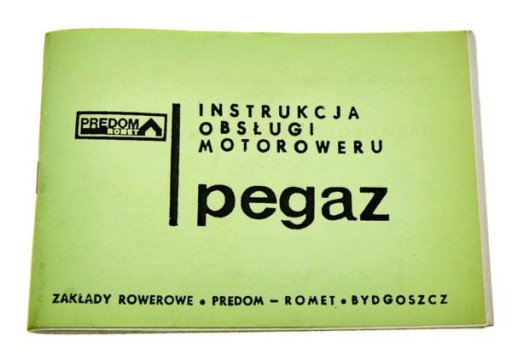 PREDOM
ROMET
INSTRUKCJA
OBSŁUGI
MOTOROWERU
pegaz
ZAKŁADY ROWEROWE • PREDOM – ROMET • BYDGOSZCZ